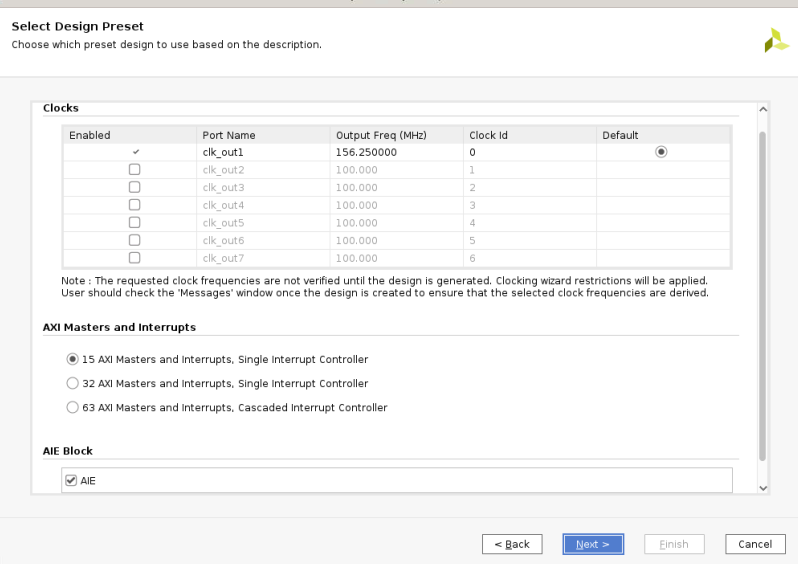 Select Design Preset
Choose which preset design to use based on the description.
Clocks
Enabled Port Name Output Freq (MHz) Clock Id Default
clk_out1 156.250000 0
clk_out2 100.000 1
clk_out3 100.000 2
clk_out4 100.000 3
clk_out5 100.000 4
clk_out6 100.000 5
clk_out7 100.000 6
Note : The requested clock frequencies are not verified until the design is generated. Clocking wizard restrictions will be applied.
User should check the 'Messages' window once the design is created to ensure that the selected clock frequencies are derived.
AXI Masters and Interrupts
15 AXI Masters and Interrupts, Single Interrupt Controller
32 AXI Masters and Interrupts, Single Interrupt Controller
63 AXI Masters and Interrupts, Cascaded Interrupt Controller
AIE Block
AIE
< Back Next > Finish Cancel